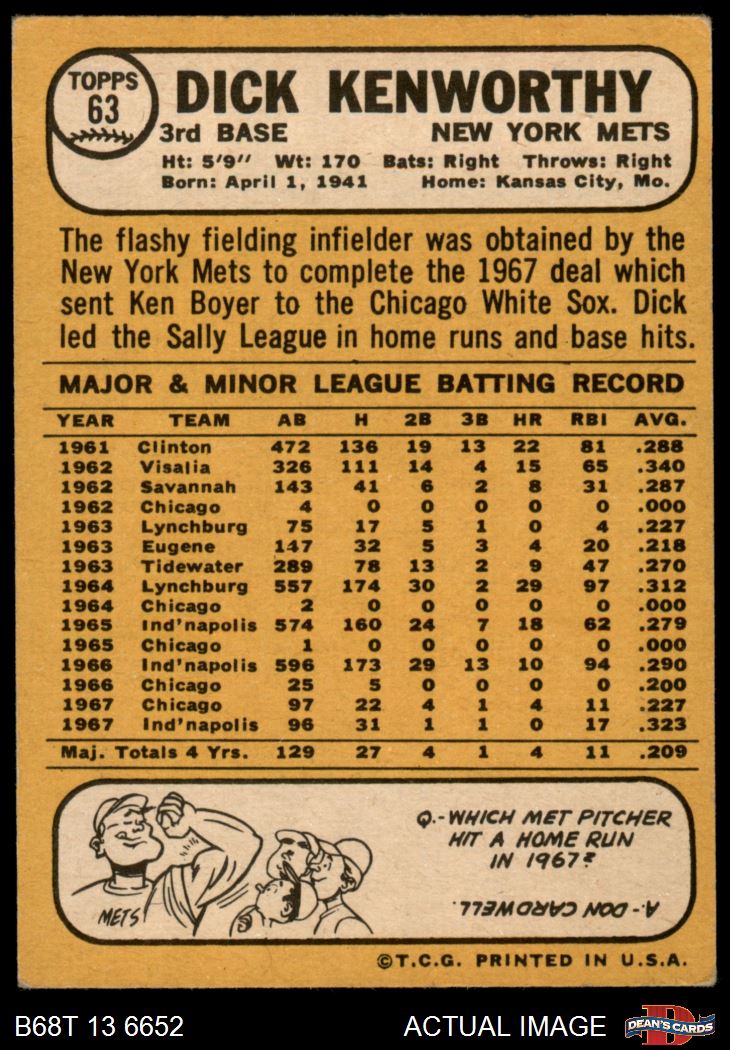 TOPPS
63
DICK KENWORTHY
3rd BASE NEW YORK METS
Ht: 5'9" Wt: 170 Bats: Right Throws: Right
Born: April 1, 1941 Home: Kansas City, Mo.
The flashy fielding infielder was obtained by the
New York Mets to complete the 1967 deal which
sent Ken Boyer to the Chicago White Sox. Dick
led the Sally League in home runs and base hits.
MAJOR & MINOR LEAGUE BATTING RECORD
YEAR TEAM AB H 2B 3B HR RBI AVG.
1961 Clinton 472 136 19 13 22 81 .288
1962 Visalia 326 111 14 4 15 65 .340
1962 Savannah 143 41 6 2 8 31 .287
1962 Chicago 4 0 0 0 0 0 .000
1963 Lynchburg 75 17 5 1 0 4 .227
1963 Eugene 147 32 5 3 4 20 .218
1963 Tidewater 289 78 13 2 9 47 .270
1964 Lynchburg 557 174 30 2 29 97 .312
1964 Chicago 2 0 0 0 0 0 .000
1965 Ind'napolis 574 160 24 7 18 62 .279
1965 Chicago 1 0 0 0 0 0 .000
1966 Ind'napolis 596 173 29 13 10 94 .290
1966 Chicago 25 5 0 0 0 0 .200
1967 Chicago 97 22 4 1 4 11 .227
1967 Ind'napolis 96 31 1 1 0 17 .323
Maj. Totals 4 Yrs. 129 27 4 1 4 11 .209
METS
Q.-WHICH MET PITCHER
HIT A HOME RUN
IN 1967?
A.-DON CARDWELL.
©T.C.G. PRINTED IN U.S.A.
B68T 13 6652 ACTUAL IMAGE
D
DEAN'S CARDS